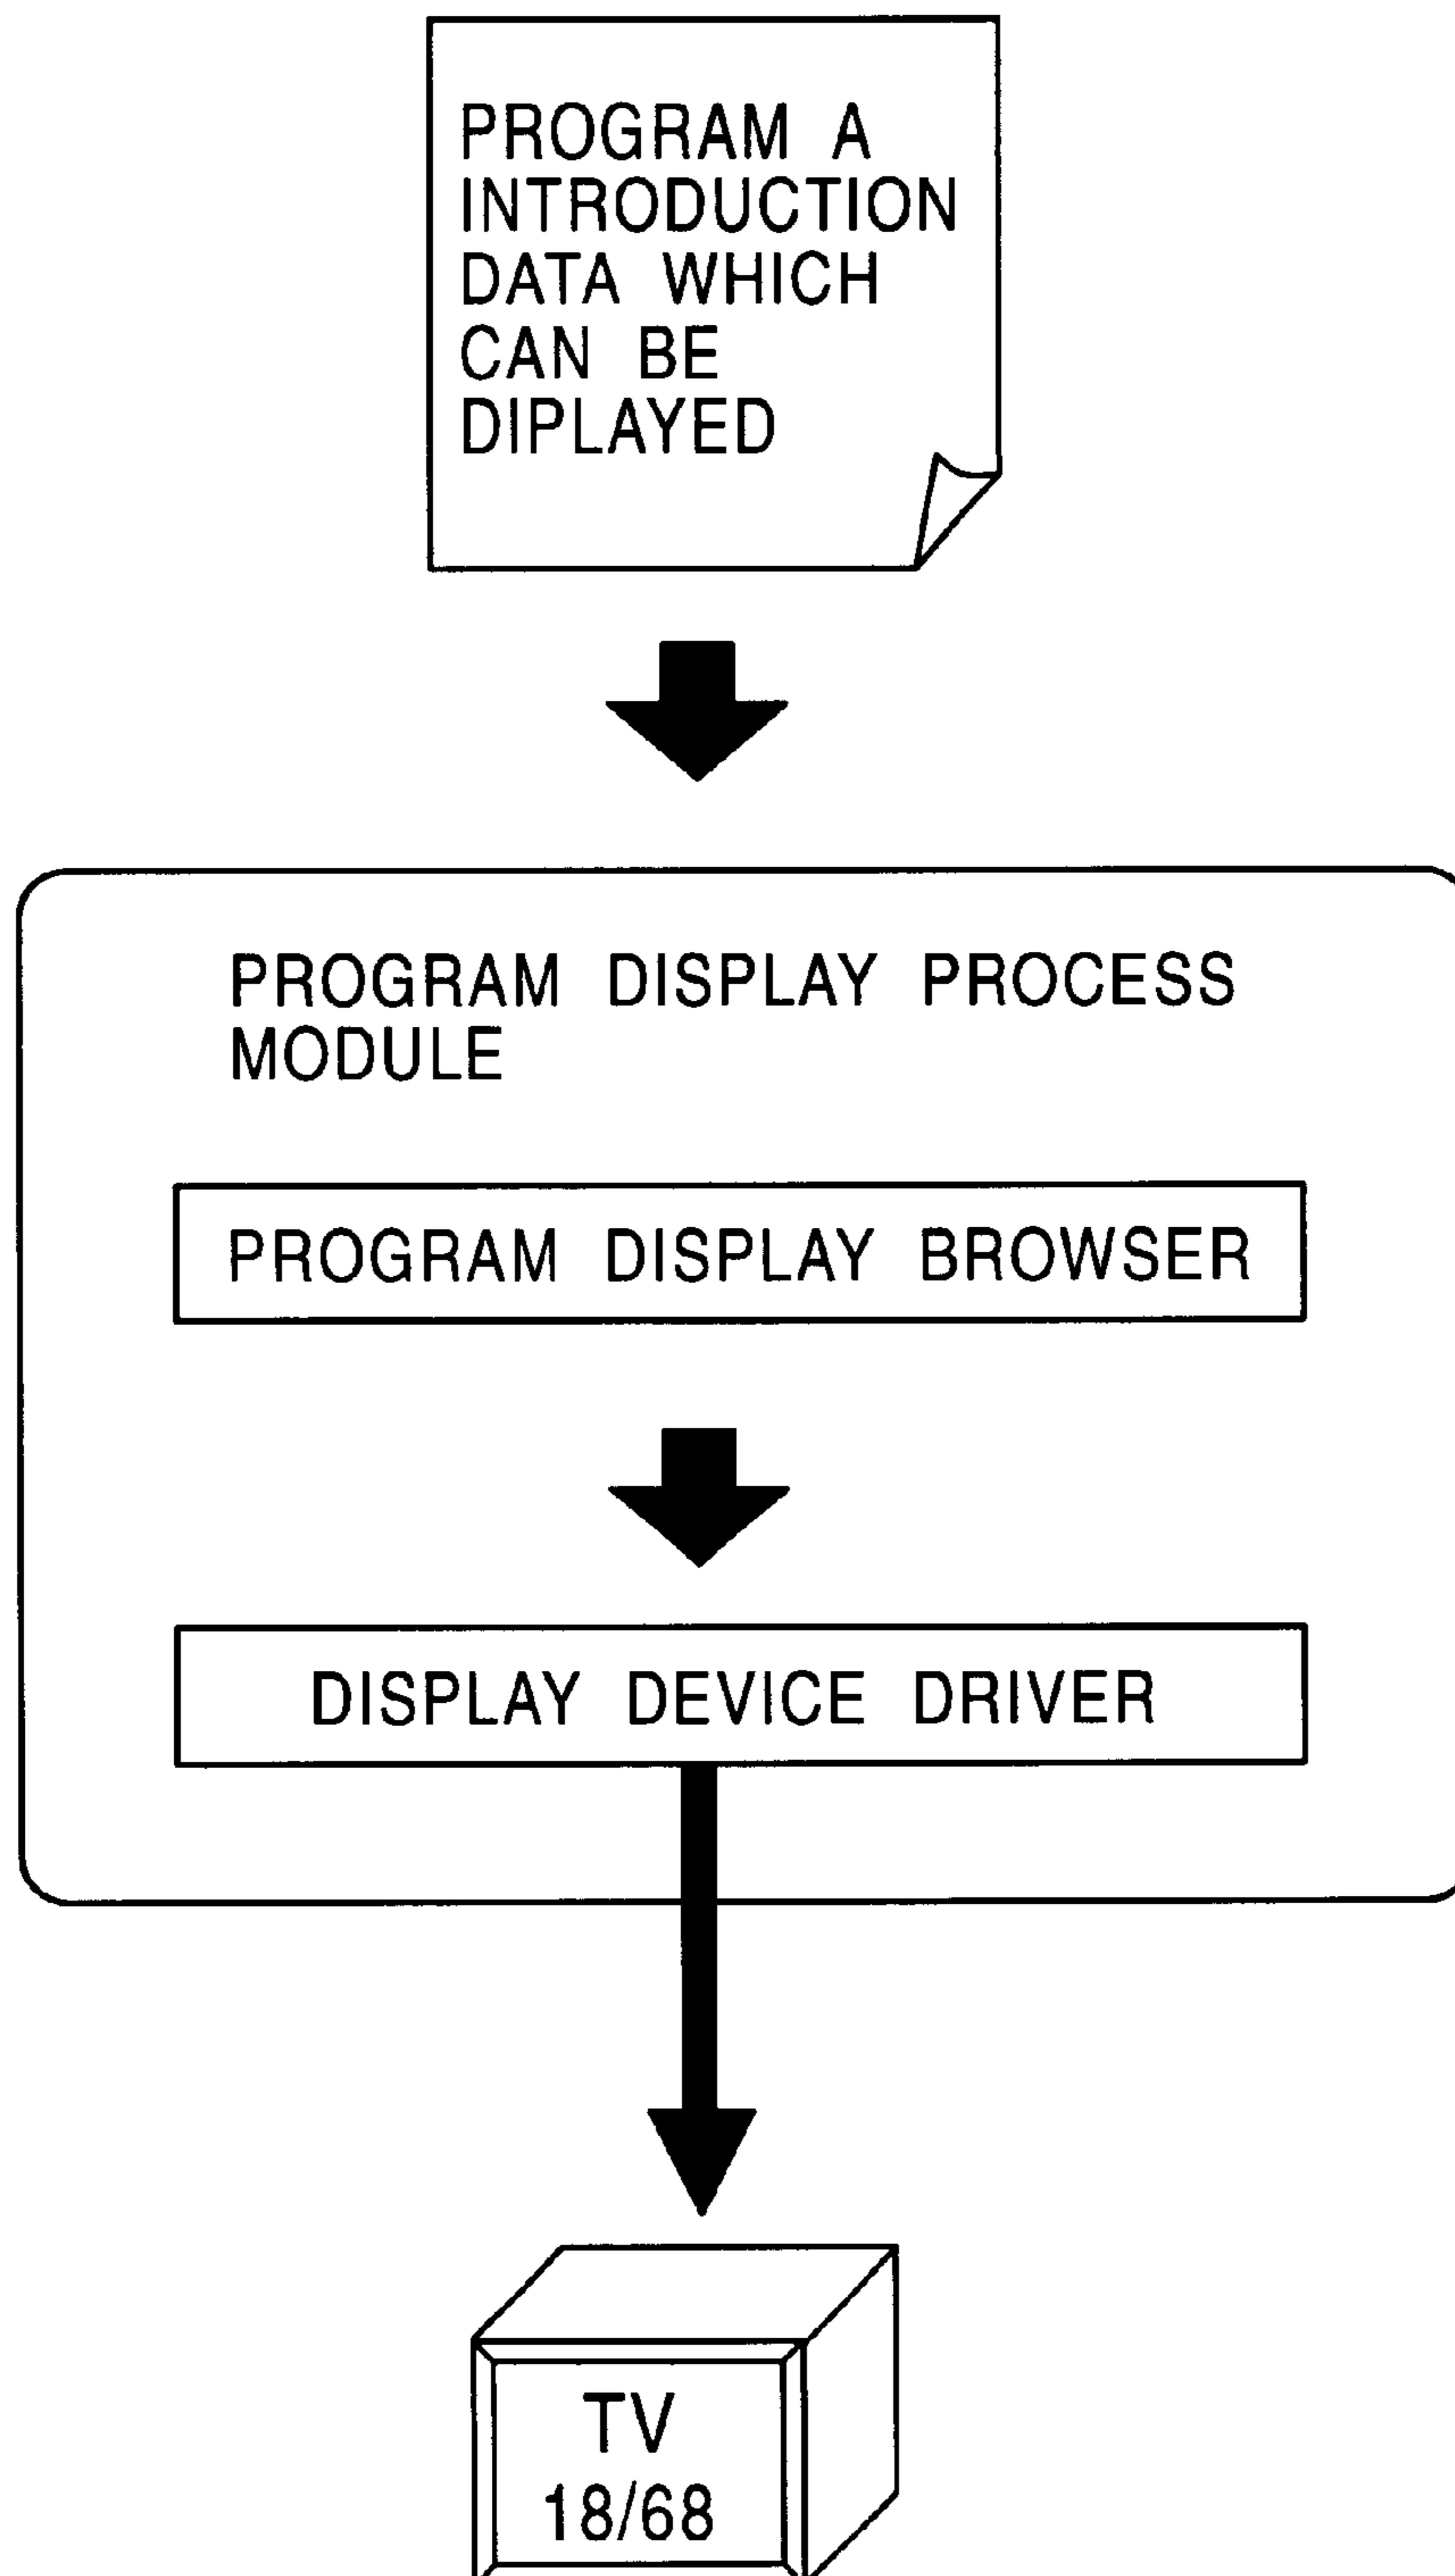 PROGRAM A
INTRODUCTION
DATA WHICH
CAN BE
DIPLAYED
PROGRAM DISPLAY PROCESS
MODULE
PROGRAM DISPLAY BROWSER
DISPLAY DEVICE DRIVER
TV
18/68